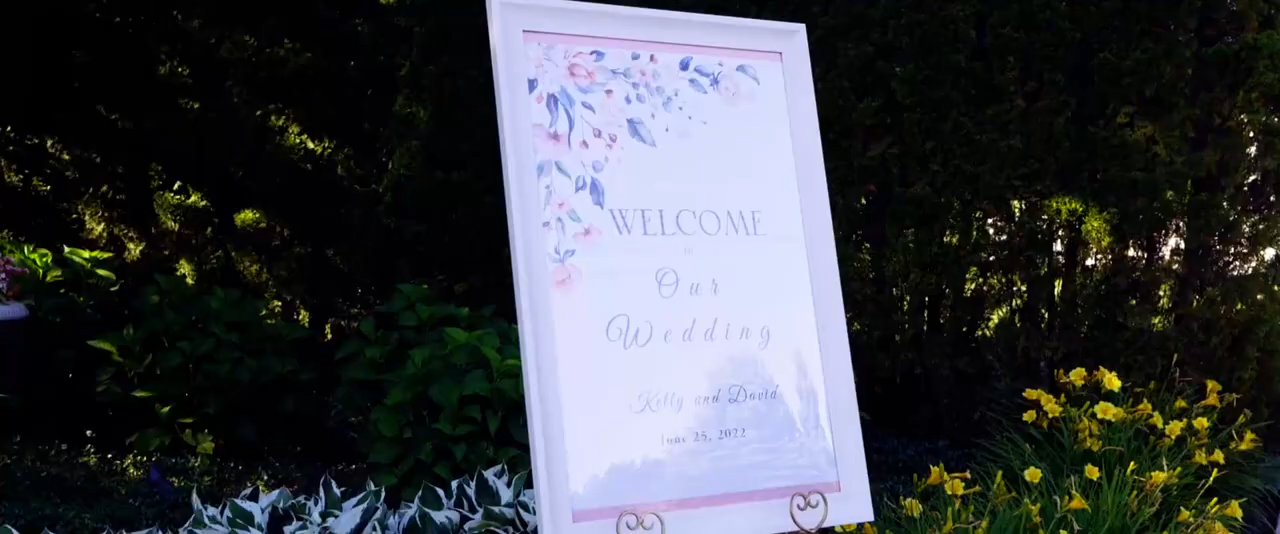 WELCOME
to
Our
Wedding
Kelly and David
June 25, 2022